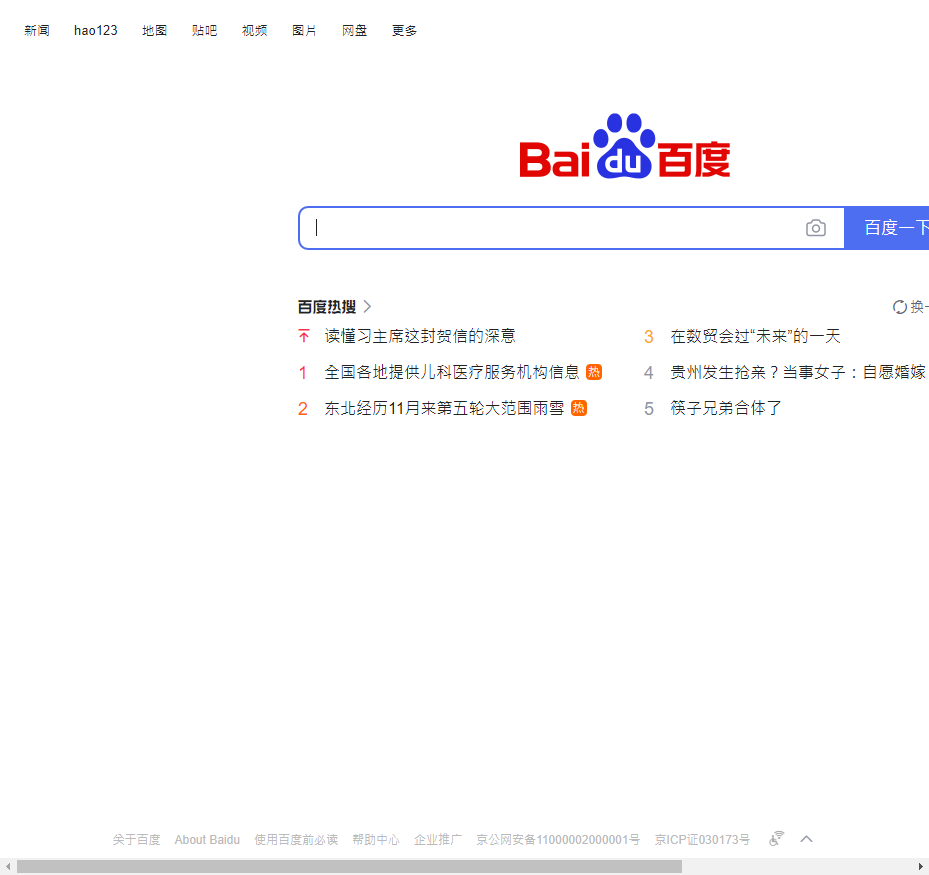 新闻 hao123 地图 贴吧 视频 图片 网盘 更多
Bai du 百度
百度一下
百度热搜 换一
读懂习主席这封贺信的深意
1 全国各地提供儿科医疗服务机构信息 热
2 东北经历11月来第五轮大范围雨雪 热
3 在数贸会过“未来”的一天
4 贵州发生抢亲？当事女子：自愿婚嫁
5 筷子兄弟合体了
关于百度 About Baidu 使用百度前必读 帮助中心 企业推广 京公网安备11000002000001号 京ICP证030173号